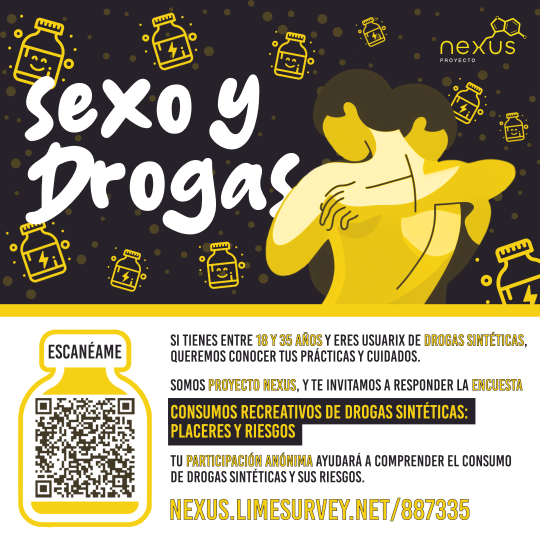 nexus
PROYECTO
sexo y
Drogas
ESCANÉAME
SI TIENES ENTRE 18 Y 35 AÑOS Y ERES USUARIX DE DROGAS SINTÉTICAS,
QUEREMOS CONOCER TUS PRÁCTICAS Y CUIDADOS.
SOMOS PROYECTO NEXUS, Y TE INVITAMOS A RESPONDER LA ENCUESTA
CONSUMOS RECREATIVOS DE DROGAS SINTÉTICAS:
PLACERES Y RIESGOS
TU PARTICIPACIÓN ANÓNIMA AYUDARÁ A COMPRENDER EL CONSUMO
DE DROGAS SINTÉTICAS Y SUS RIESGOS.
NEXUS.LIMESURVEY.NET/887335